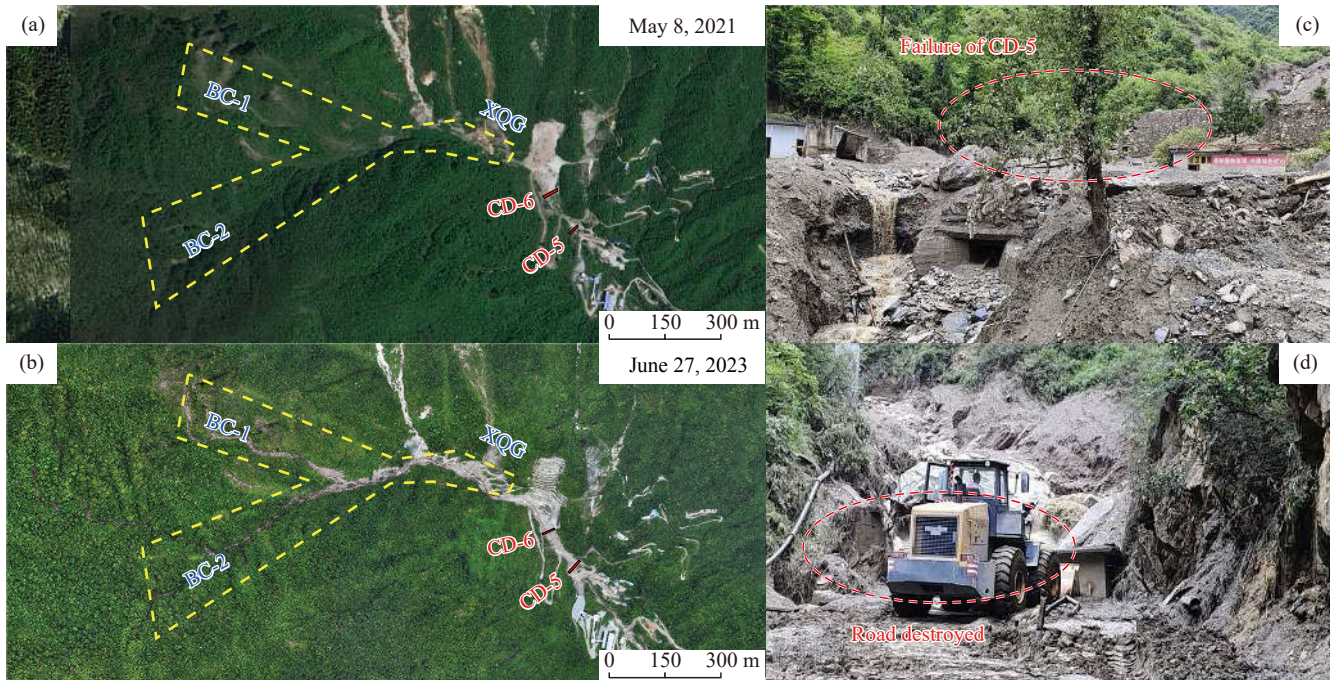 (a)
May 8, 2021
BC-1
XQG
BC-2
CD-6
CD-5
0 150 300 m
(b)
June 27, 2023
BC-1
XQG
BC-2
CD-6
CD-5
0 150 300 m
(c)
Failure of CD-5
(d)
Road destroyed